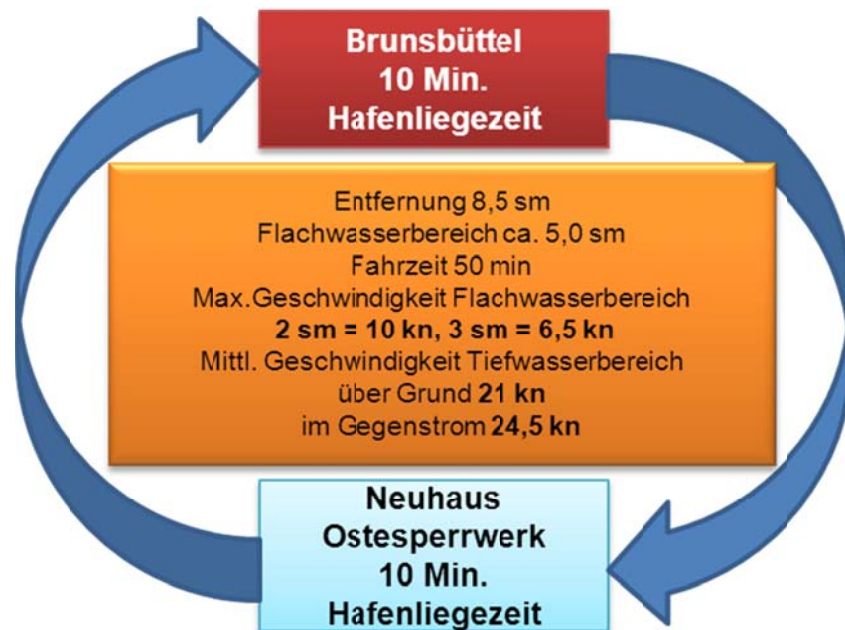 Brunsbüttel
10 Min.
Hafenliegezeit
Entfernung 8,5 sm
Flachwasserbereich ca. 5,0 sm
Fahrzeit 50 min
Max.Geschwindigkeit Flachwasserbereich
2 sm = 10 kn, 3 sm = 6,5 kn
Mittl. Geschwindigkeit Tiefwasserbereich
über Grund 21 kn
im Gegenstrom 24,5 kn
Neuhaus
Ostesperrwerk
10 Min.
Hafenliegezeit